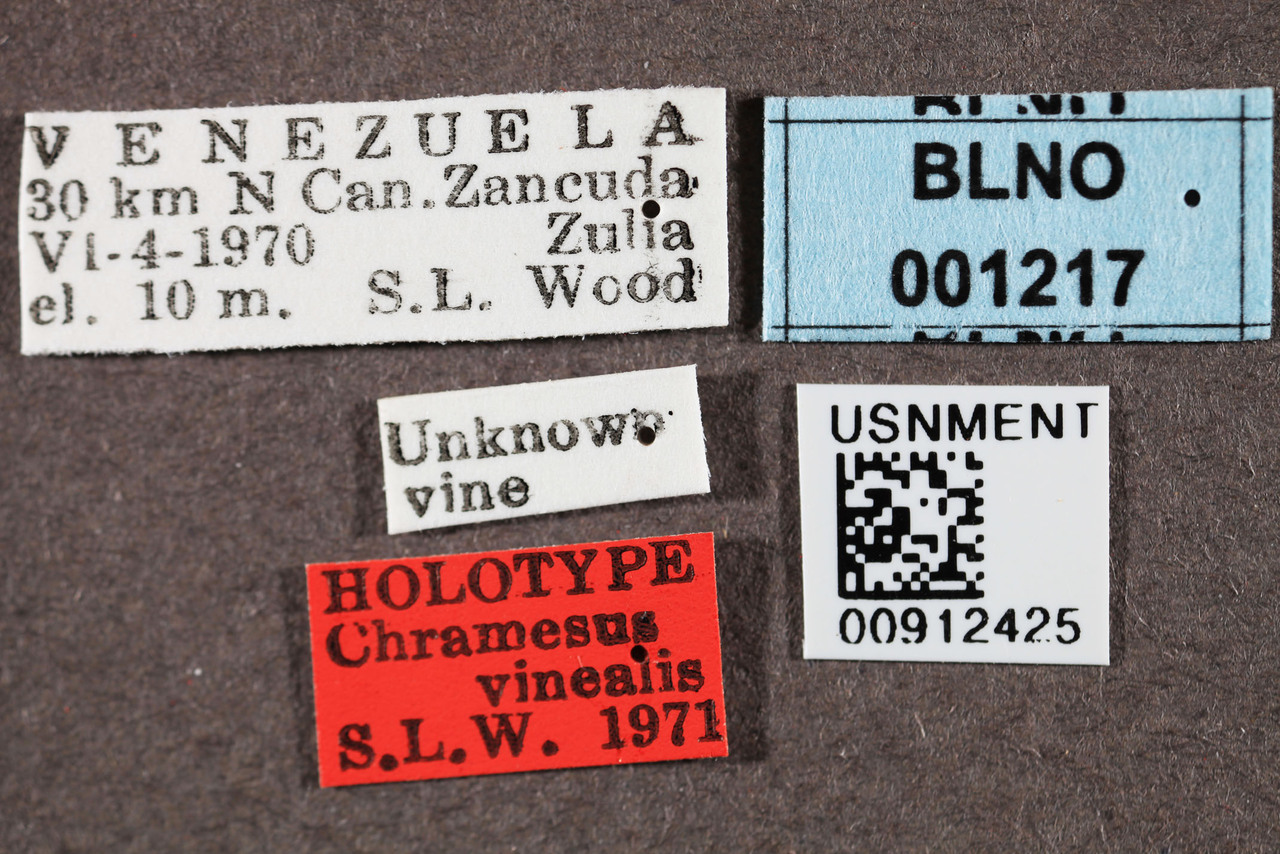 VENEZUELA
30 km N Can. Zancuda
Zulia
VI-4-1970
el. 10 m. S.L. Wood
BLNO
001217
Unknown
vine
USNMENT
00912425
HOLOTYPE
Chramesus
vinealis
S.L.W. 1971